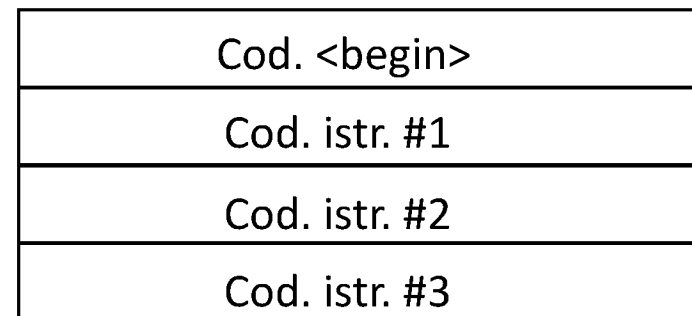 Cod. <begin>
Cod. istr. #1
Cod. istr. #2
Cod. istr. #3